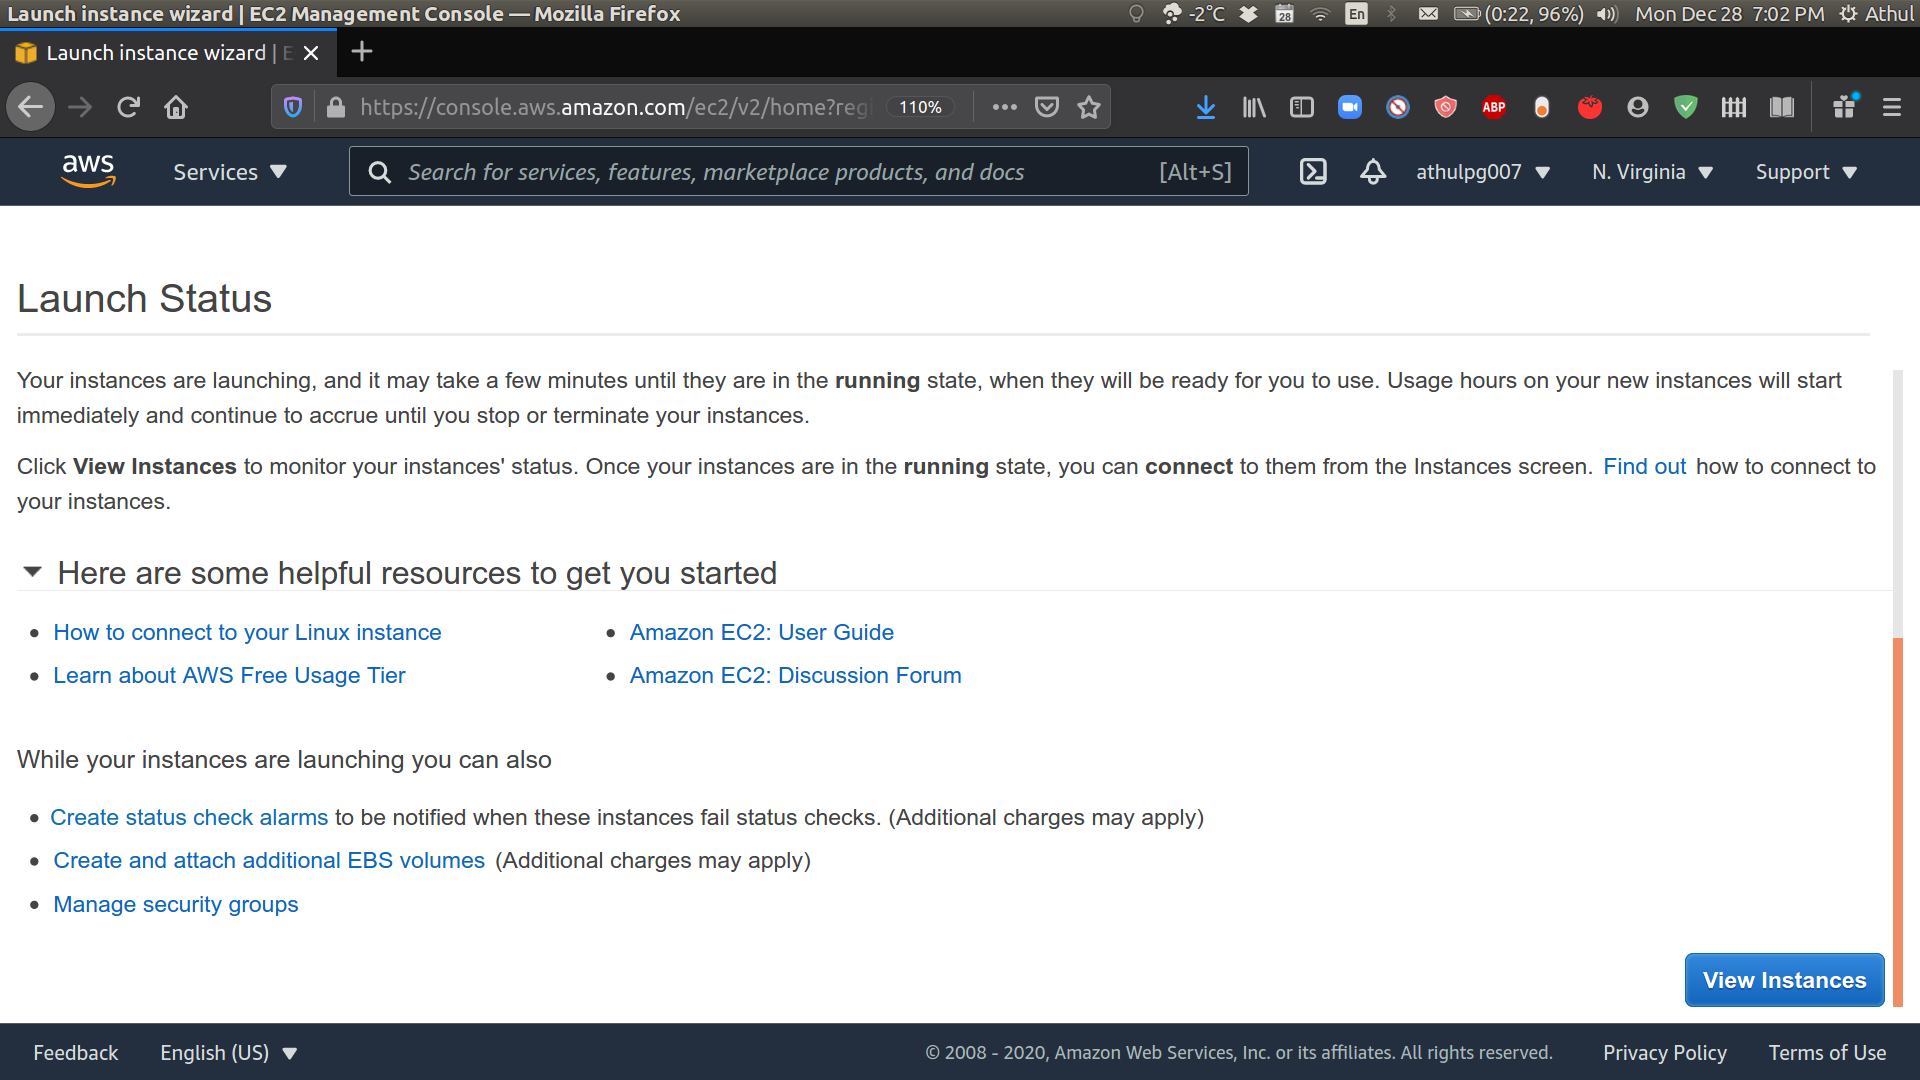 Launch instance wizard | EC2 Management Console — Mozilla Firefox
-2°C
28
En
(0:22, 96%)
Mon Dec 28 7:02 PM
Athul
Launch instance wizard | E
https://console.aws.amazon.com/ec2/v2/home?regi
110%
ABP
aws
Services
Search for services, features, marketplace products, and docs
[Alt+S]
athulpg007
N. Virginia
Support
Launch Status
Your instances are launching, and it may take a few minutes until they are in the running state, when they will be ready for you to use. Usage hours on your new instances will start
immediately and continue to accrue until you stop or terminate your instances.
Click View Instances to monitor your instances' status. Once your instances are in the running state, you can connect to them from the Instances screen. Find out how to connect to
your instances.
Here are some helpful resources to get you started
• How to connect to your Linux instance
• Amazon EC2: User Guide
• Learn about AWS Free Usage Tier
• Amazon EC2: Discussion Forum
While your instances are launching you can also
• Create status check alarms to be notified when these instances fail status checks. (Additional charges may apply)
• Create and attach additional EBS volumes (Additional charges may apply)
• Manage security groups
View Instances
Feedback
English (US)
© 2008 - 2020, Amazon Web Services, Inc. or its affiliates. All rights reserved.
Privacy Policy
Terms of Use